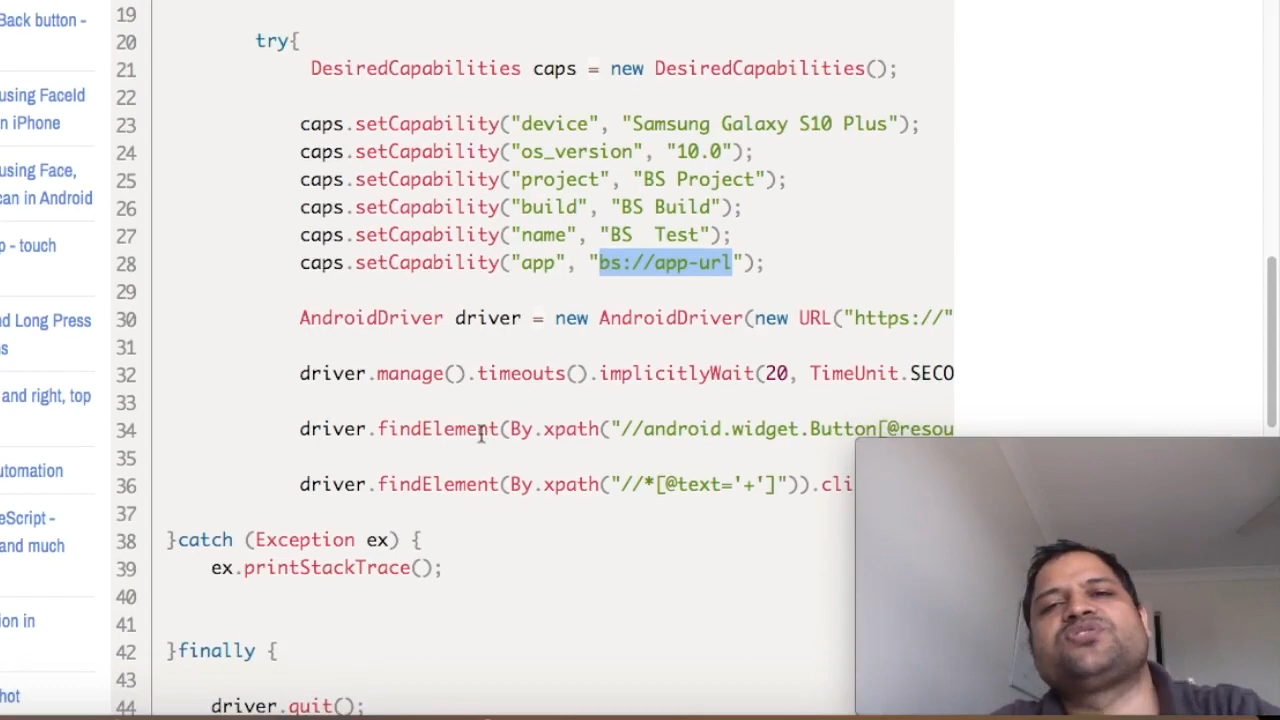 Back button -
using FaceId
n iPhone
using Face,
can in Android
p - touch
nd Long Press
s
and right, top
utomation
eScript -
and much
ion in
hot
19
20 try{
21 DesiredCapabilities caps = new DesiredCapabilities();
22
23 caps.setCapability("device", "Samsung Galaxy S10 Plus");
24 caps.setCapability("os_version", "10.0");
25 caps.setCapability("project", "BS Project");
26 caps.setCapability("build", "BS Build");
27 caps.setCapability("name", "BS  Test");
28 caps.setCapability("app", "bs://app-url");
29
30 AndroidDriver driver = new AndroidDriver(new URL("https://"
31
32 driver.manage().timeouts().implicitlyWait(20, TimeUnit.SECO
33
34 driver.findElement(By.xpath("//android.widget.Button[@resou
35
36 driver.findElement(By.xpath("//*[@text='+']")).cli
37
38 }catch (Exception ex) {
39 ex.printStackTrace();
40
41
42 }finally {
43
44 driver.quit();